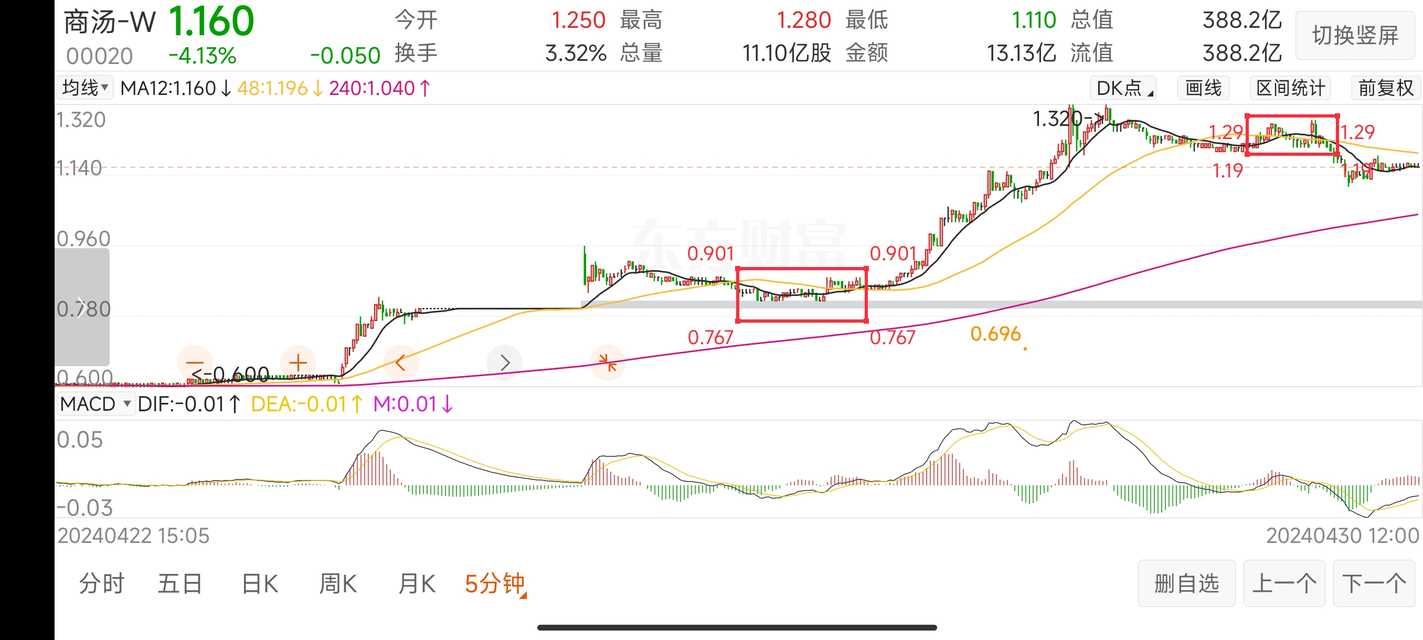 商汤-W 1.160 今开 1.250 最高 1.280 最低 1.110 总值 388.2亿 切换竖屏
00020 -4.13% -0.050 换手 3.32% 总量 11.10亿股 金额 13.13亿 流值 388.2亿
均线 MA12:1.160↓ 48:1.196↓ 240:1.040↑ DK点 画线 区间统计 前复权
1.320
1.320->
1.29 1.29
1.140
1.19 1.19
东方财富
0.960
0.901 0.901
0.780
0.767 0.767 0.696
<-0.600
0.600
MACD DIF:-0.01↑ DEA:-0.01↑ M:0.01↓
0.05
-0.03
20240422 15:05 20240430 12:00
分时 五日 日K 周K 月K 5分钟 删自选 上一个 下一个